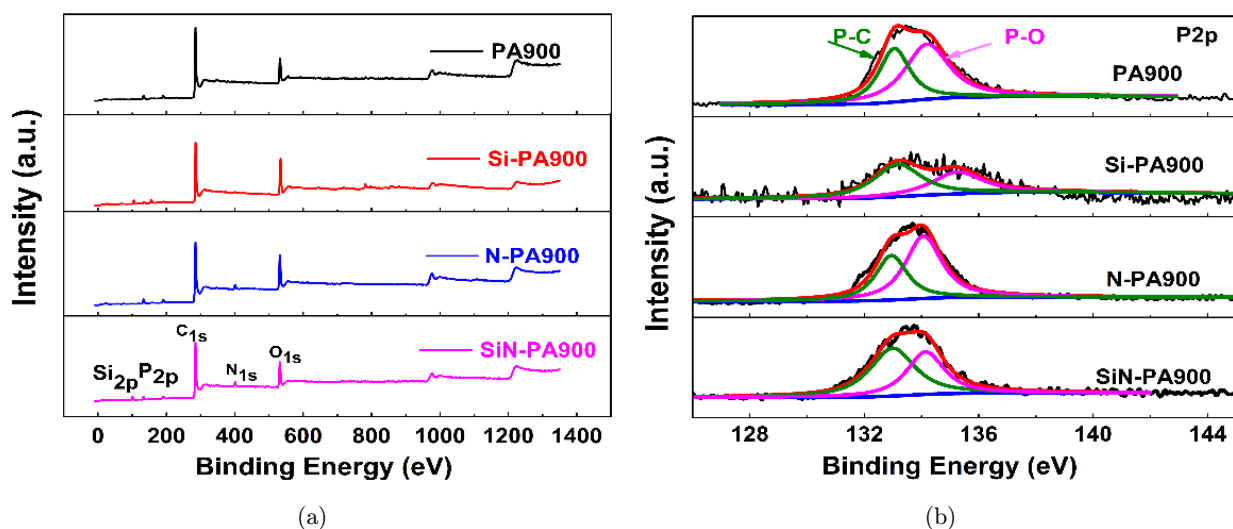 PA900
Si-PA900
N-PA900
SiN-PA900
C1s
Si2p P2p
N1s
O1s
0 200 400 600 800 1000 1200 1400
Binding Energy (eV)
Intensity (a.u.)
(a)
P2p
P-C
P-O
PA900
Si-PA900
N-PA900
SiN-PA900
128 132 136 140 144
Binding Energy (eV)
Intensity (a.u.)
(b)